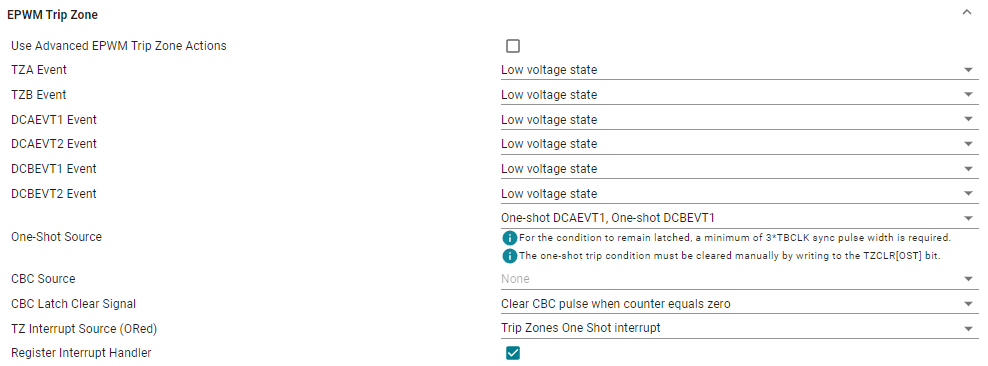 EPWM Trip Zone
Use Advanced EPWM Trip Zone Actions
TZA Event Low voltage state
TZB Event Low voltage state
DCAEVT1 Event Low voltage state
DCAEVT2 Event Low voltage state
DCBEVT1 Event Low voltage state
DCBEVT2 Event Low voltage state
One-shot DCAEVT1, One-shot DCBEVT1
One-Shot Source For the condition to remain latched, a minimum of 3*TBCLK sync pulse width is required.
The one-shot trip condition must be cleared manually by writing to the TZCLR[OST] bit.
CBC Source None
CBC Latch Clear Signal Clear CBC pulse when counter equals zero
TZ Interrupt Source (ORed) Trip Zones One Shot interrupt
Register Interrupt Handler